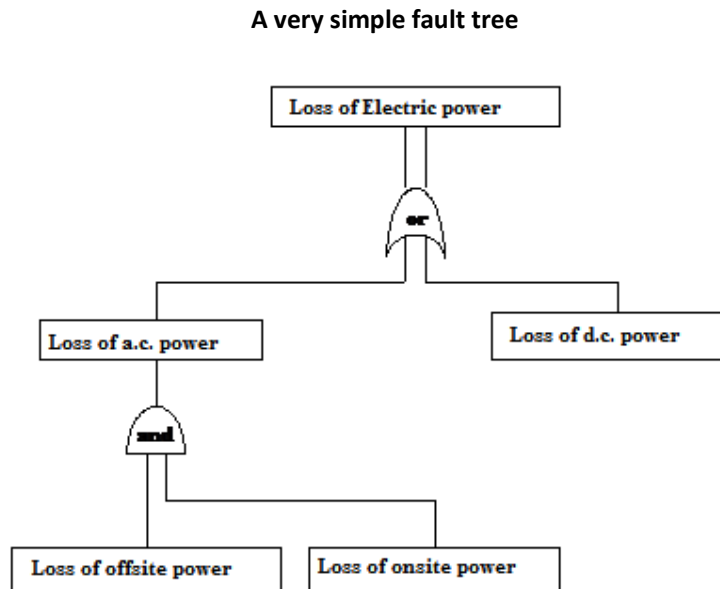 A very simple fault tree
Loss of Electric power
or
Loss of a.c. power
Loss of d.c. power
and
Loss of offsite power
Loss of onsite power